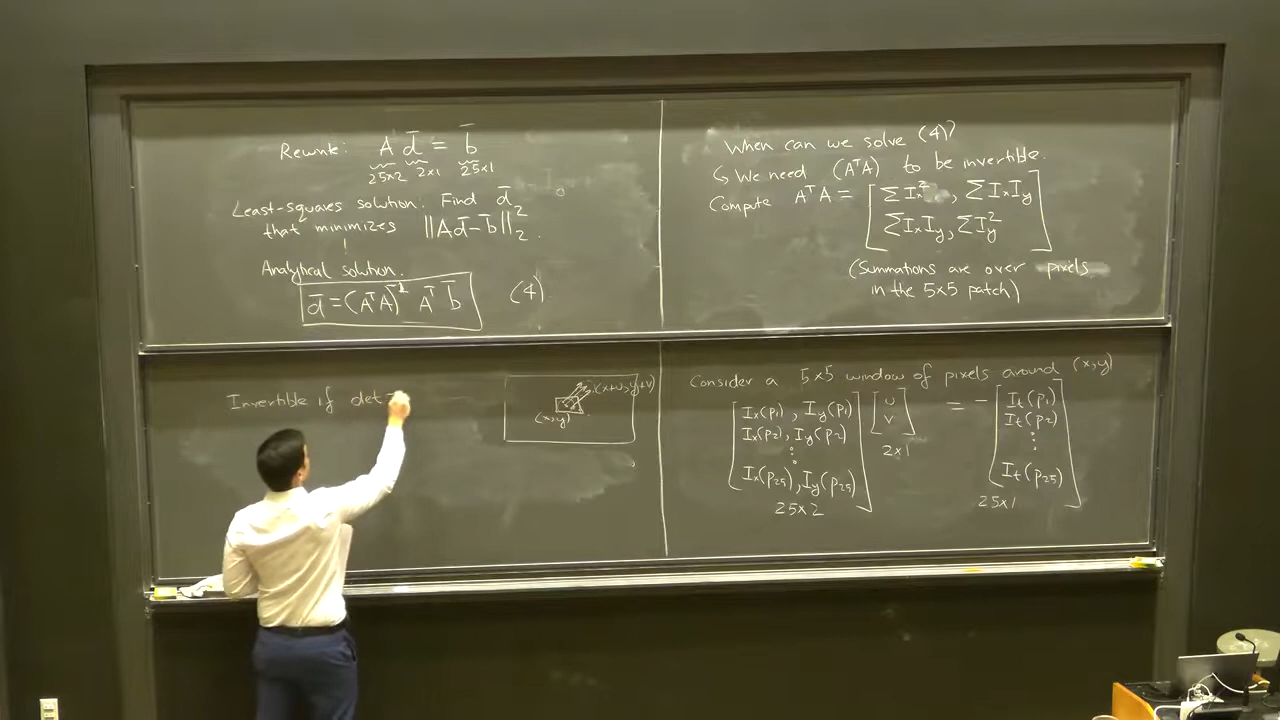 Rewrite: A d̄ = b̄
25x2 2x1 25x1
Least-squares solution. Find d̄
that minimizes ||Ad̄-b̄||₂²
Analytical solution.
d̄ = (AᵀA)⁻¹ Aᵀ b̄ (4)
When can we solve (4)?
↳ We need (AᵀA) to be invertible.
Compute AᵀA = [ΣIx², ΣIxIy
ΣIxIy, ΣIy²]
(Summations are over pixels
in the 5x5 patch)
Invertible if det
(x+u, y+v)
(x,y)
Consider a 5x5 window of pixels around (x,y)
[Ix(p1), Iy(p1) [u = - [It(p1)
Ix(p2), Iy(p2) v] It(p2)
⋮ 2x1 ⋮
Ix(p25), Iy(p25)] It(p25)]
25x2 25x1